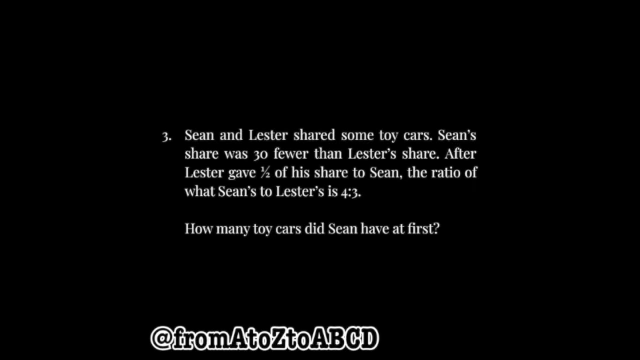 3. Sean and Lester shared some toy cars. Sean's
share was 30 fewer than Lester's share. After
Lester gave ½ of his share to Sean, the ratio of
what Sean's to Lester's is 4:3.
How many toy cars did Sean have at first?
@fromAtoZtoABCD